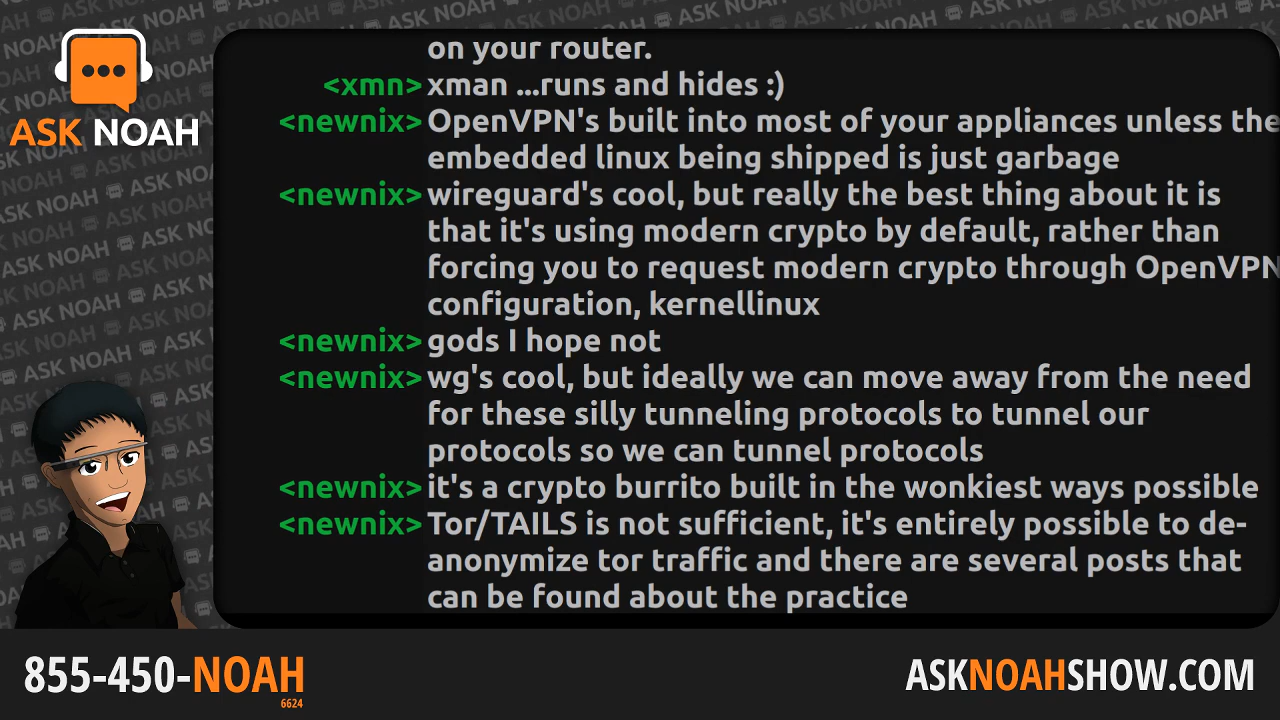 ASK NOAH
on your router.
<xmn> xman ...runs and hides :)
<newnix> OpenVPN's built into most of your appliances unless the
embedded linux being shipped is just garbage
<newnix> wireguard's cool, but really the best thing about it is
that it's using modern crypto by default, rather than
forcing you to request modern crypto through OpenVPN
configuration, kernellinux
<newnix> gods I hope not
<newnix> wg's cool, but ideally we can move away from the need
for these silly tunneling protocols to tunnel our
protocols so we can tunnel protocols
<newnix> it's a crypto burrito built in the wonkiest ways possible
<newnix> Tor/TAILS is not sufficient, it's entirely possible to de-
anonymize tor traffic and there are several posts that
can be found about the practice
855-450-NOAH
6624
ASKNOAHSHOW.COM